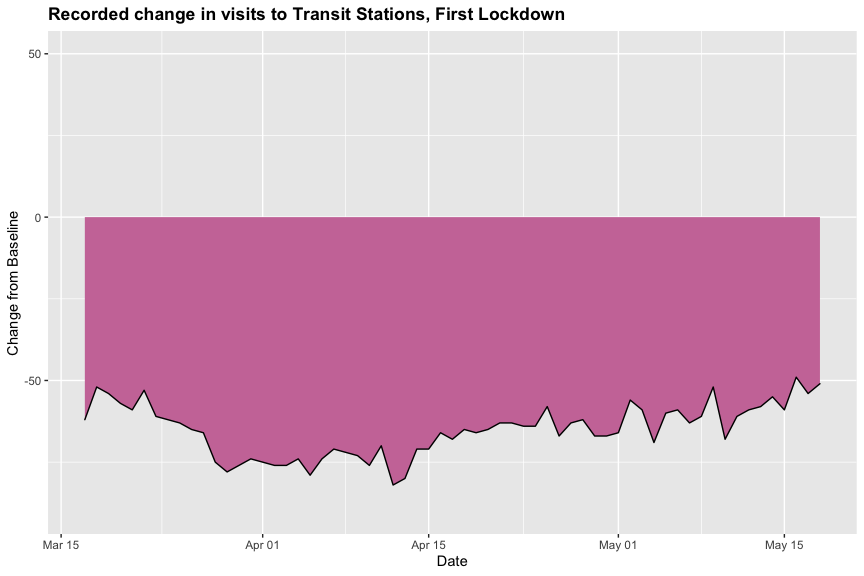 Recorded change in visits to Transit Stations, First Lockdown
50
0
-50
Change from Baseline
Mar 15
Apr 01
Apr 15
May 01
May 15
Date